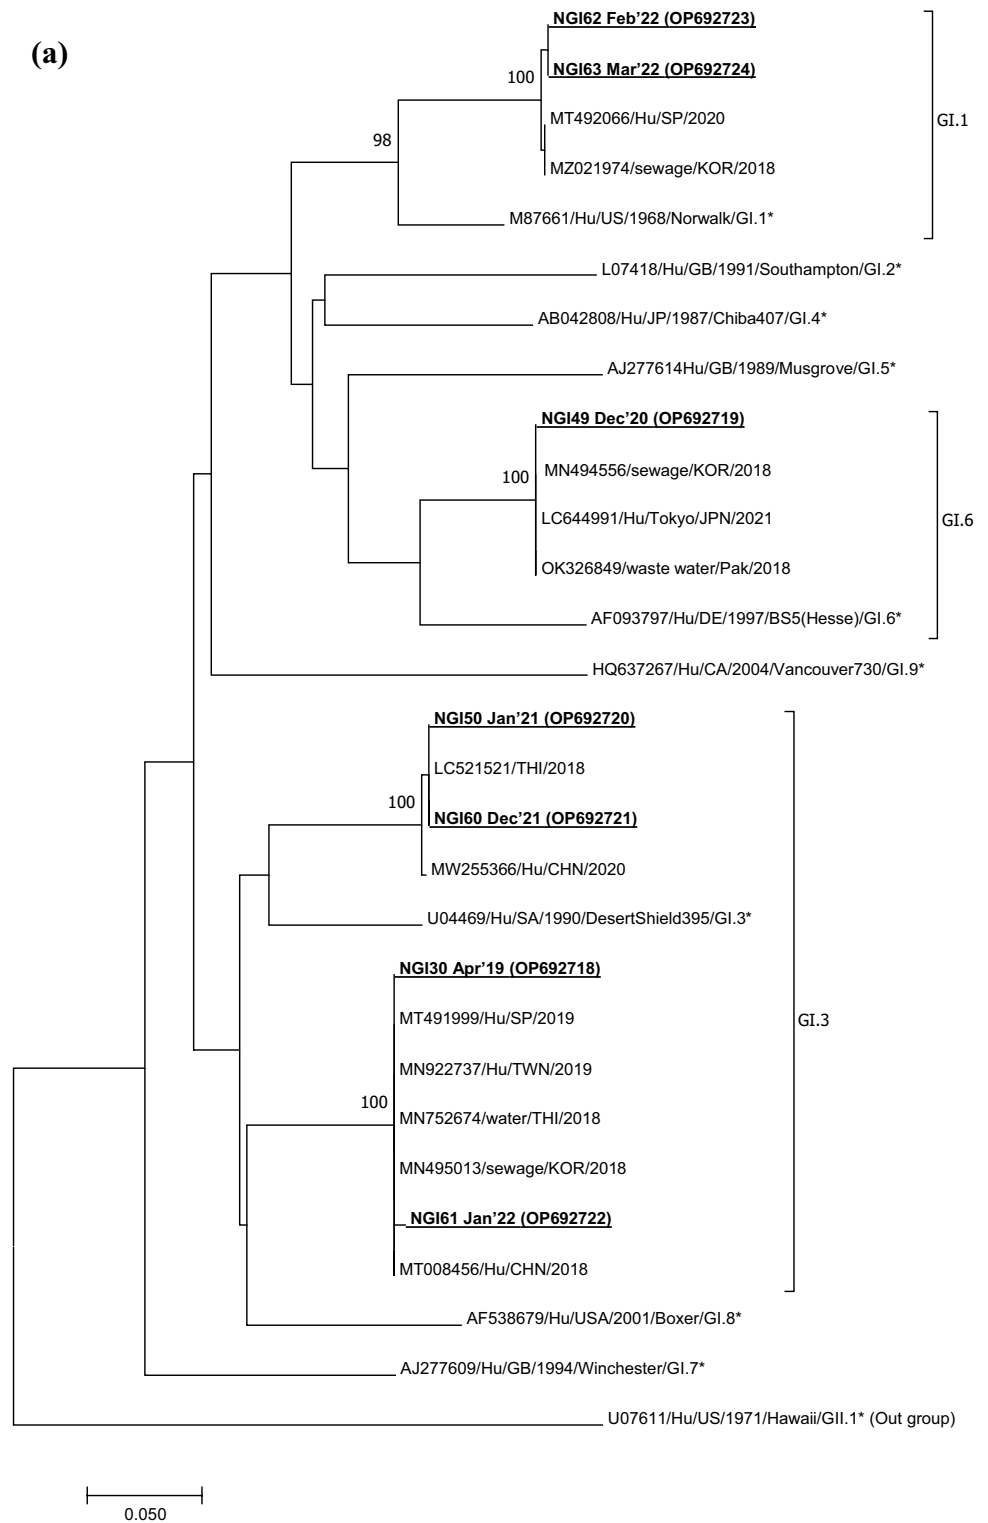 (a)
NGI62 Feb’22 (OP692723)
NGI63 Mar’22 (OP692724)
100
MT492066/Hu/SP/2020
GI.1
98
MZ021974/sewage/KOR/2018
M87661/Hu/US/1968/Norwalk/GI.1*
L07418/Hu/GB/1991/Southampton/GI.2*
AB042808/Hu/JP/1987/Chiba407/GI.4*
AJ277614Hu/GB/1989/Musgrove/GI.5*
NGI49 Dec’20 (OP692719)
MN494556/sewage/KOR/2018
100
LC644991/Hu/Tokyo/JPN/2021
GI.6
OK326849/waste water/Pak/2018
AF093797/Hu/DE/1997/BS5(Hesse)/GI.6*
HQ637267/Hu/CA/2004/Vancouver730/GI.9*
NGI50 Jan’21 (OP692720)
LC521521/THI/2018
100
NGI60 Dec’21 (OP692721)
MW255366/Hu/CHN/2020
U04469/Hu/SA/1990/DesertShield395/GI.3*
NGI30 Apr’19 (OP692718)
MT491999/Hu/SP/2019
GI.3
MN922737/Hu/TWN/2019
100
MN752674/water/THI/2018
MN495013/sewage/KOR/2018
NGI61 Jan’22 (OP692722)
MT008456/Hu/CHN/2018
AF538679/Hu/USA/2001/Boxer/GI.8*
AJ277609/Hu/GB/1994/Winchester/GI.7*
U07611/Hu/US/1971/Hawaii/GII.1* (Out group)
0.050